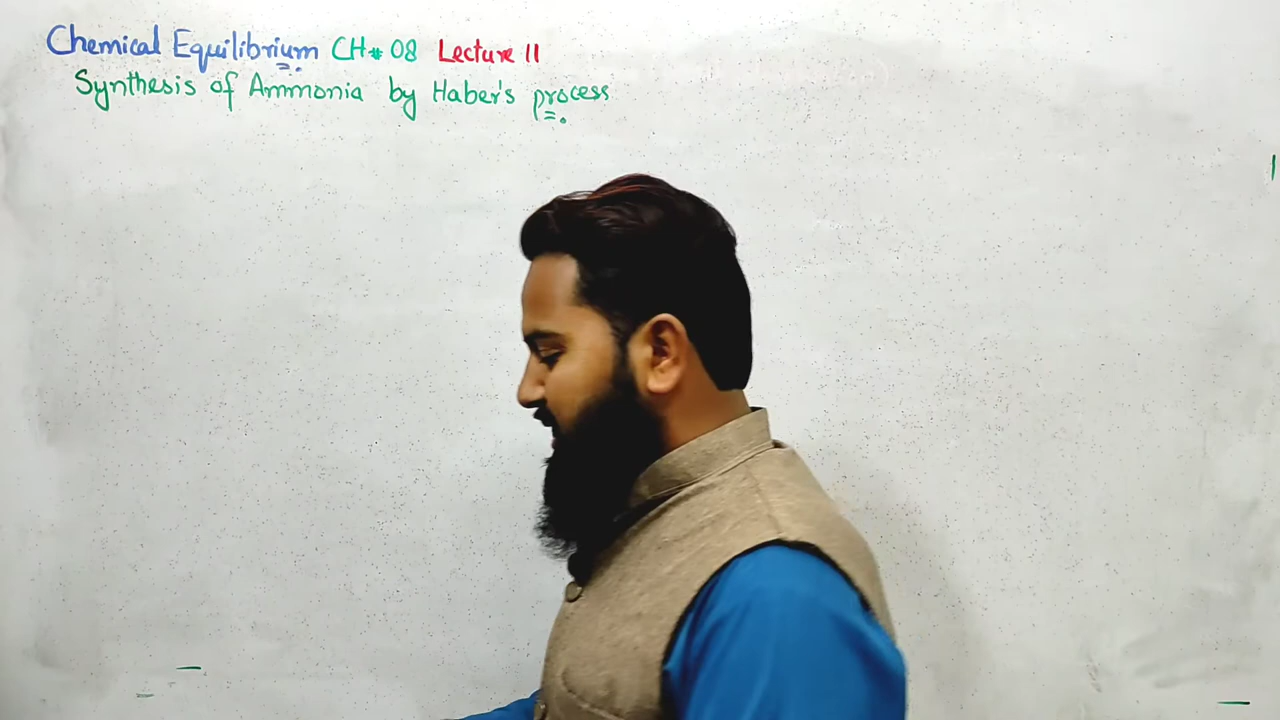 Chemical Equilibrium CH# 08 Lecture 11
Synthesis of Ammonia by Haber's process